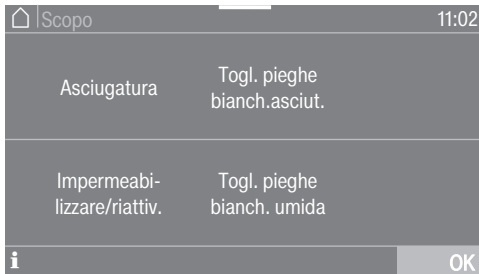 Scopo 11:02
Asciugatura
Togl. pieghe
bianch.asciut.
Impermeabi-
lizzare/riattiv.
Togl. pieghe
bianch. umida
i OK